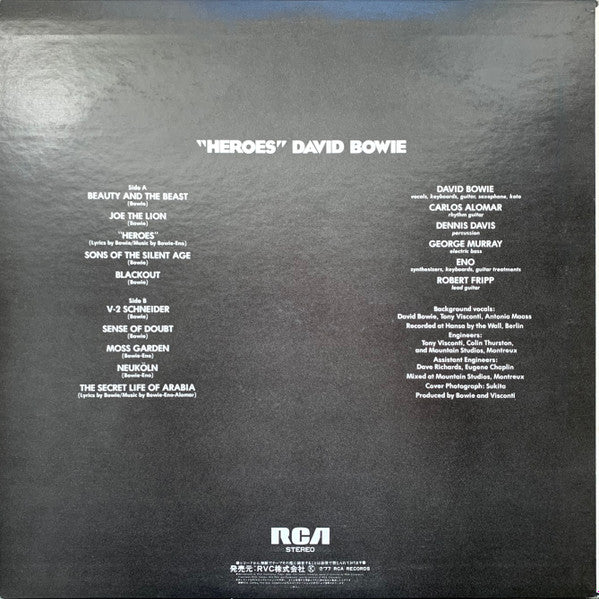 "HEROES" DAVID BOWIE
Side A
BEAUTY AND THE BEAST
(Bowie)
JOE THE LION
(Bowie)
"HEROES"
(Lyrics by Bowie/Music by Bowie-Eno)
SONS OF THE SILENT AGE
(Bowie)
BLACKOUT
(Bowie)
Side B
V-2 SCHNEIDER
(Bowie)
SENSE OF DOUBT
(Bowie)
MOSS GARDEN
(Bowie-Eno)
NEUKÖLN
(Bowie-Eno)
THE SECRET LIFE OF ARABIA
(Lyrics by Bowie/Music by Bowie-Eno-Alomar)
DAVID BOWIE
vocals, keyboards, guitar, saxophone, koto
CARLOS ALOMAR
rhythm guitar
DENNIS DAVIS
percussion
GEORGE MURRAY
electric bass
ENO
synthesizers, keyboards, guitar treatments
ROBERT FRIPP
lead guitar
Background vocals:
David Bowie, Tony Visconti, Antonia Maass
Recorded at Hansa by the Wall, Berlin
Engineers:
Tony Visconti, Colin Thurston,
and Mountain Studios, Montreux
Assistant Engineers:
Dave Richards, Eugene Chaplin
Mixed at Mountain Studios, Montreux
Cover Photograph: Sukita
Produced by Bowie and Visconti
RCA
STEREO
発売元:RVC株式会社 ℗'77 RCA RECORDS